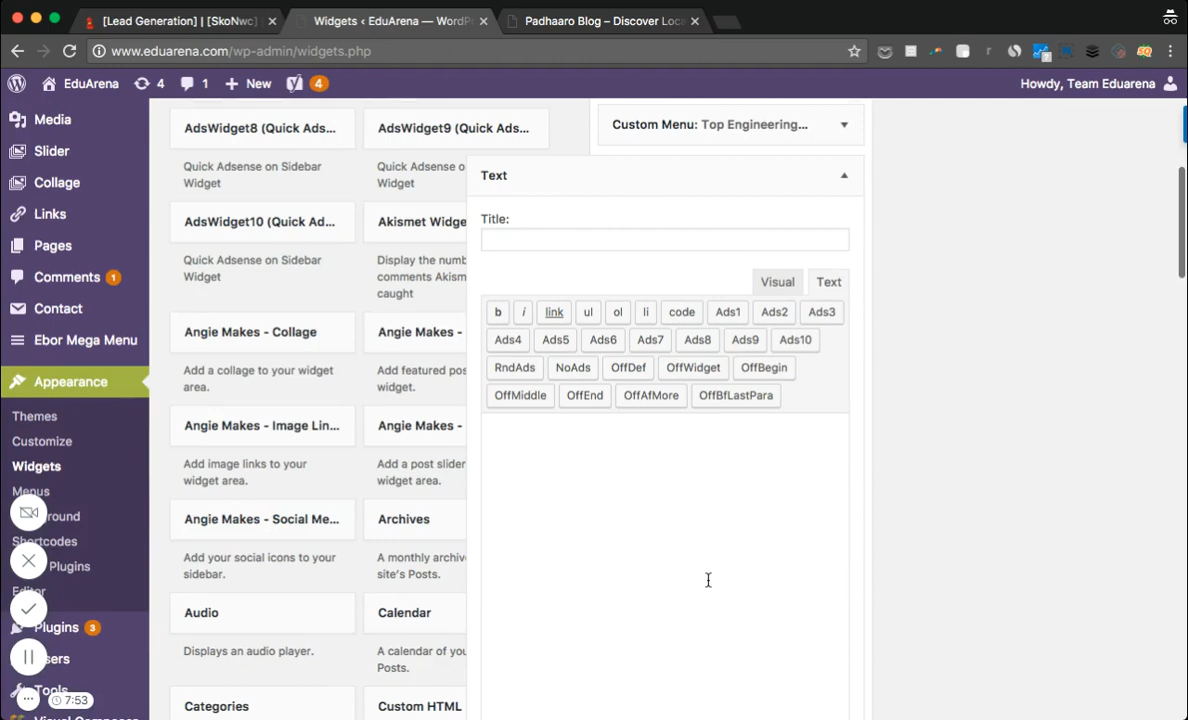 [Lead Generation] | [SkoNwc]
Widgets ‹ EduArena — WordPr
Padhaaro Blog – Discover Loca
www.eduarena.com/wp-admin/widgets.php
EduArena
4
1
New
4
Howdy, Team Eduarena
Media
Slider
Collage
Links
Pages
Comments 1
Contact
Ebor Mega Menu
Appearance
Themes
Customize
Widgets
Menus
Shortcodes
Plugins
Editor
Plugins 3
Tools
7:53
AdsWidget8 (Quick Ads...
Quick Adsense on Sidebar
Widget
AdsWidget9 (Quick Ads...
Quick Adsense o
Widget
AdsWidget10 (Quick Ad...
Quick Adsense on Sidebar
Widget
Akismet Widge
Display the numb
comments Akism
caught
Angie Makes - Collage
Add a collage to your widget
area.
Angie Makes -
Add featured pos
widget.
Angie Makes - Image Lin...
Add image links to your
widget area.
Angie Makes -
Add a post slider
widget area.
Angie Makes - Social Me...
Add your social icons to your
sidebar.
Archives
A monthly archiv
site's Posts.
Audio
Displays an audio player.
Calendar
A calendar of you
Posts.
Categories
Custom HTML
Custom Menu: Top Engineering...
Text
Title:
Visual
Text
b i link ul ol li code Ads1 Ads2 Ads3
Ads4 Ads5 Ads6 Ads7 Ads8 Ads9 Ads10
RndAds NoAds OffDef OffWidget OffBegin
OffMiddle OffEnd OffAfMore OffBfLastPara